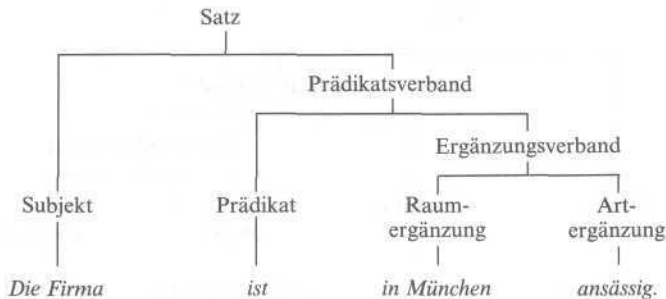 Satz
Prädikatsverband
Ergänzungsverband
Subjekt Prädikat Raum- Art-
ergänzung ergänzung
Die Firma ist in München ansässig.